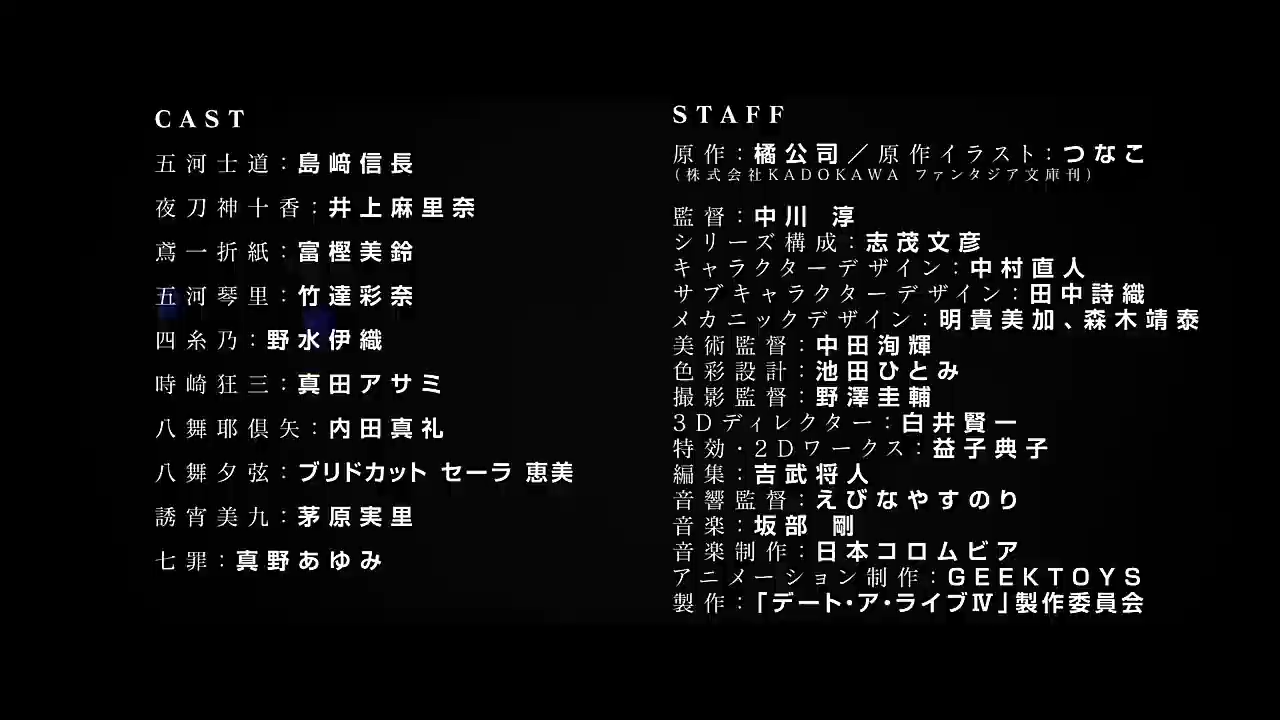 CAST
五河士道：島﨑信長
夜刀神十香：井上麻里奈
鳶一折紙：富樫美鈴
五河琴里：竹達彩奈
四糸乃：野水伊織
時崎狂三：真田アサミ
八舞耶倶矢：内田真礼
八舞夕弦：ブリドカット セーラ 恵美
誘宵美九：茅原実里
七罪：真野あゆみ
STAFF
原作：橘公司／原作イラスト：つなこ
（株式会社KADOKAWA ファンタジア文庫刊）
監督：中川 淳
シリーズ構成：志茂文彦
キャラクターデザイン：中村直人
サブキャラクターデザイン：田中詩織
メカニックデザイン：明貴美加、森木靖泰
美術監督：中田洵輝
色彩設計：池田ひとみ
撮影監督：野澤圭輔
3Dディレクター：白井賢一
特効・2Dワークス：益子典子
編集：吉武将人
音響監督：えびなやすのり
音楽：坂部 剛
音楽制作：日本コロムビア
アニメーション制作：GEEKTOYS
製作：「デート・ア・ライブⅣ」製作委員会